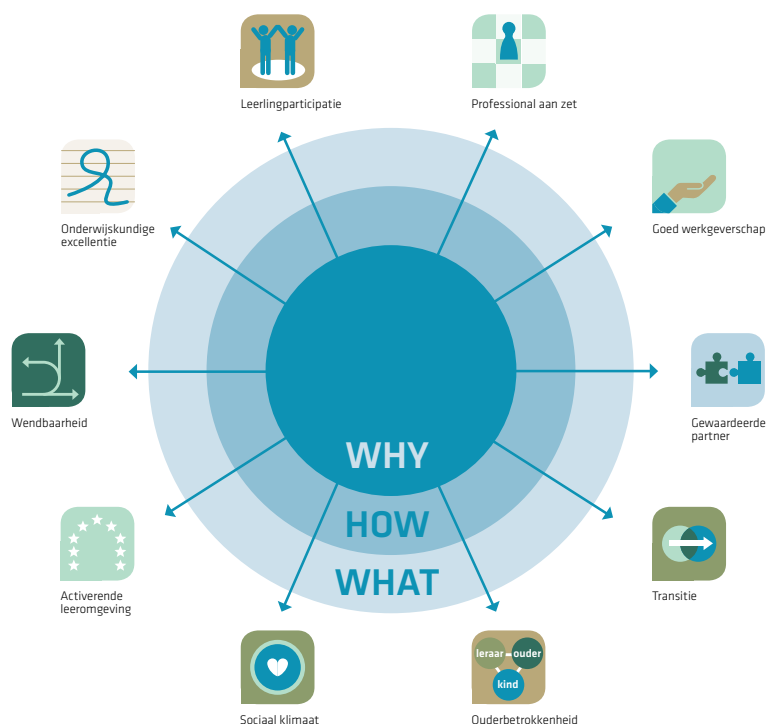 Leerlingparticipatie
Professional aan zet
Onderwijskundige
excellentie
Goed werkgeverschap
Wendbaarheid
Gewaardeerde
partner
WHY
HOW
WHAT
Activerende
leeromgeving
Transitie
leraar
ouder
kind
Sociaal klimaat
Ouderbetrokkenheid